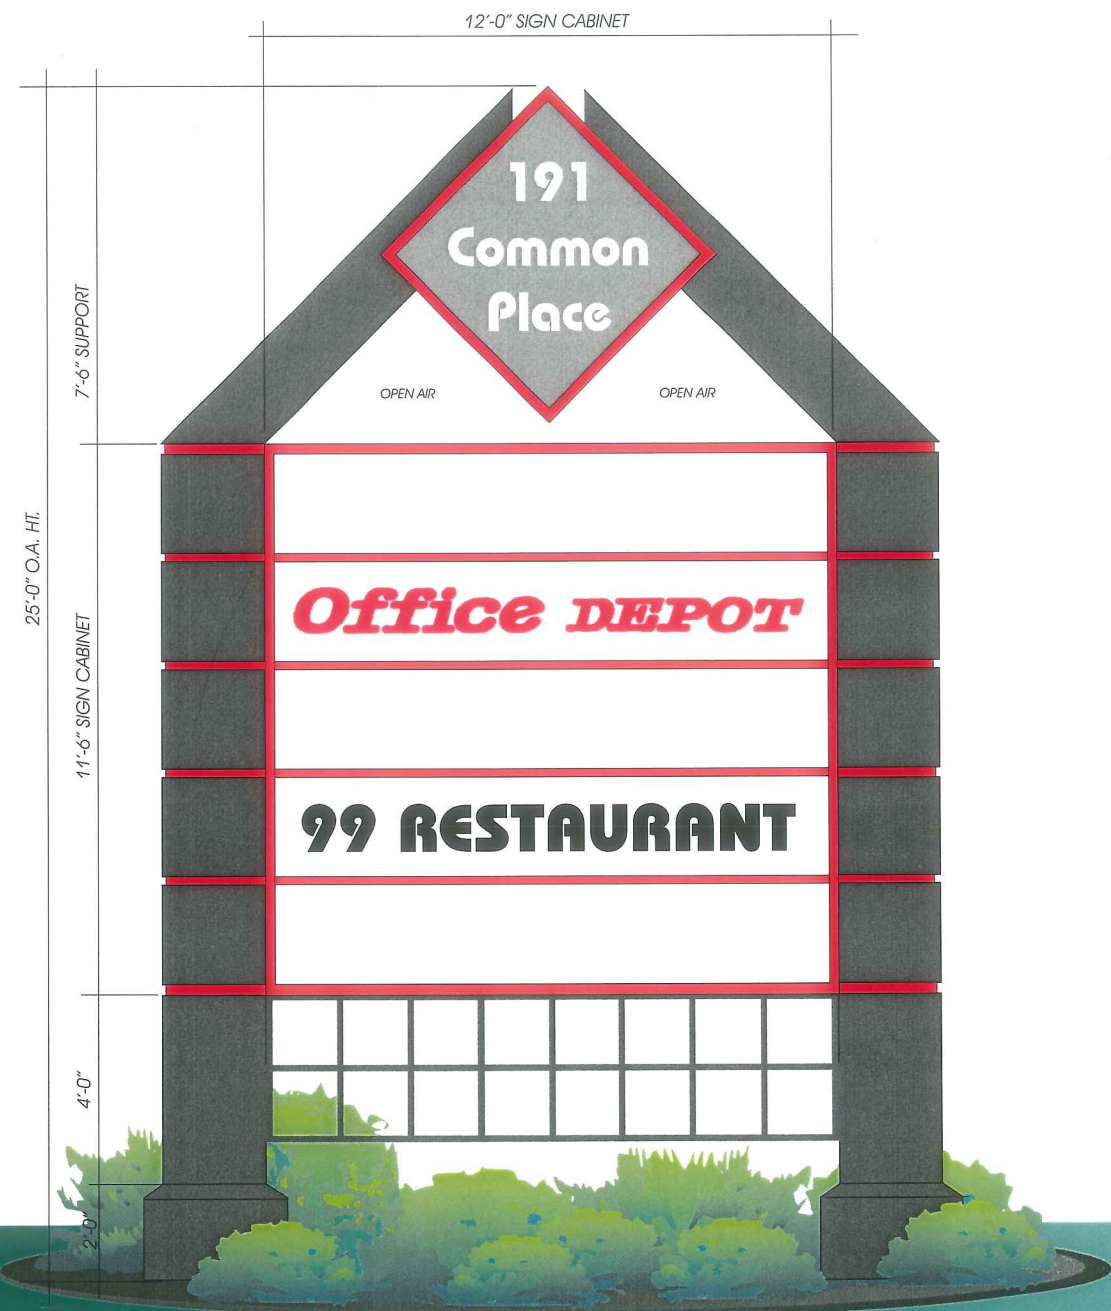 12'-0" SIGN CABINET
191
Common
Place
7'-6" SUPPORT
OPEN AIR
OPEN AIR
25'-0" O.A. HT.
Office DEPOT
11'-6" SIGN CABINET
99 RESTAURANT
4'-0"
2'-0"